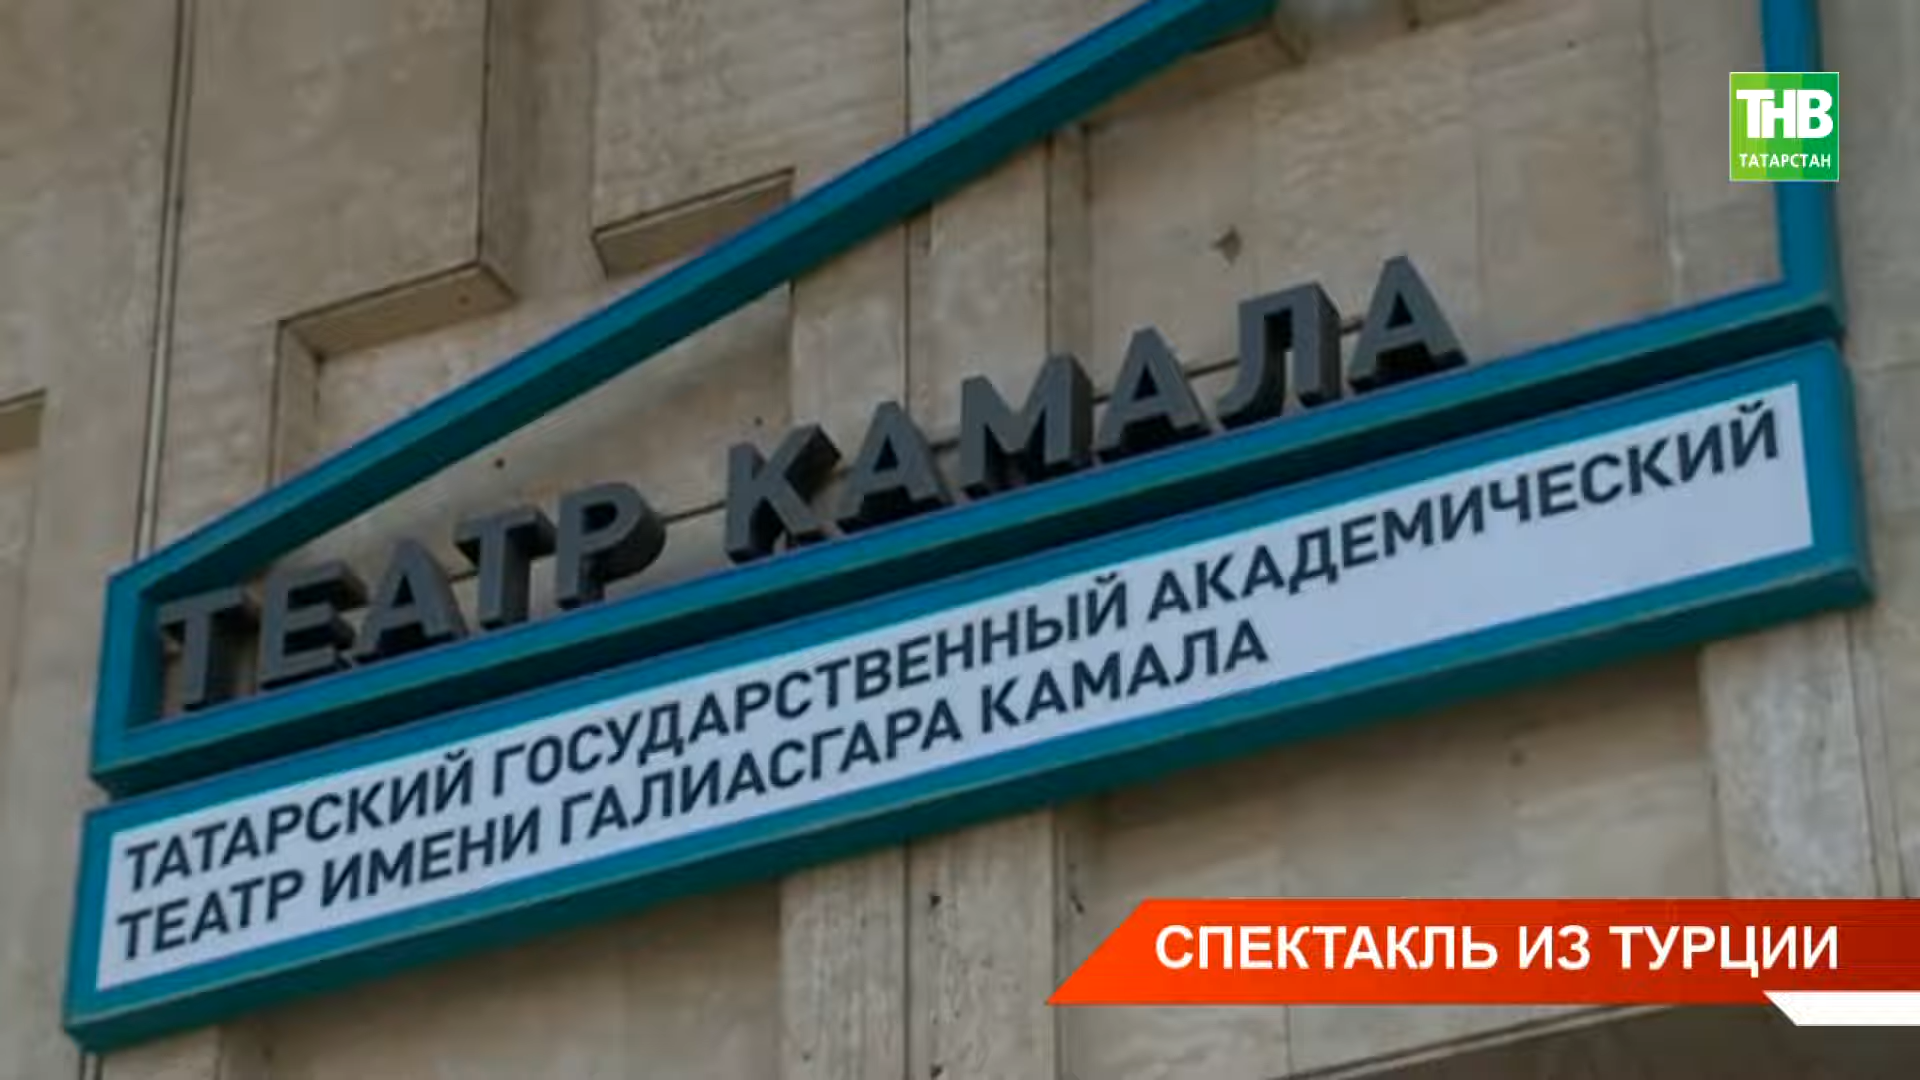 ТНВ
ТАТАРСТАН
ТЕАТР КАМАЛА
ТАТАРСКИЙ ГОСУДАРСТВЕННЫЙ АКАДЕМИЧЕСКИЙ
ТЕАТР ИМЕНИ ГАЛИАСГАРА КАМАЛА
СПЕКТАКЛЬ ИЗ ТУРЦИИ